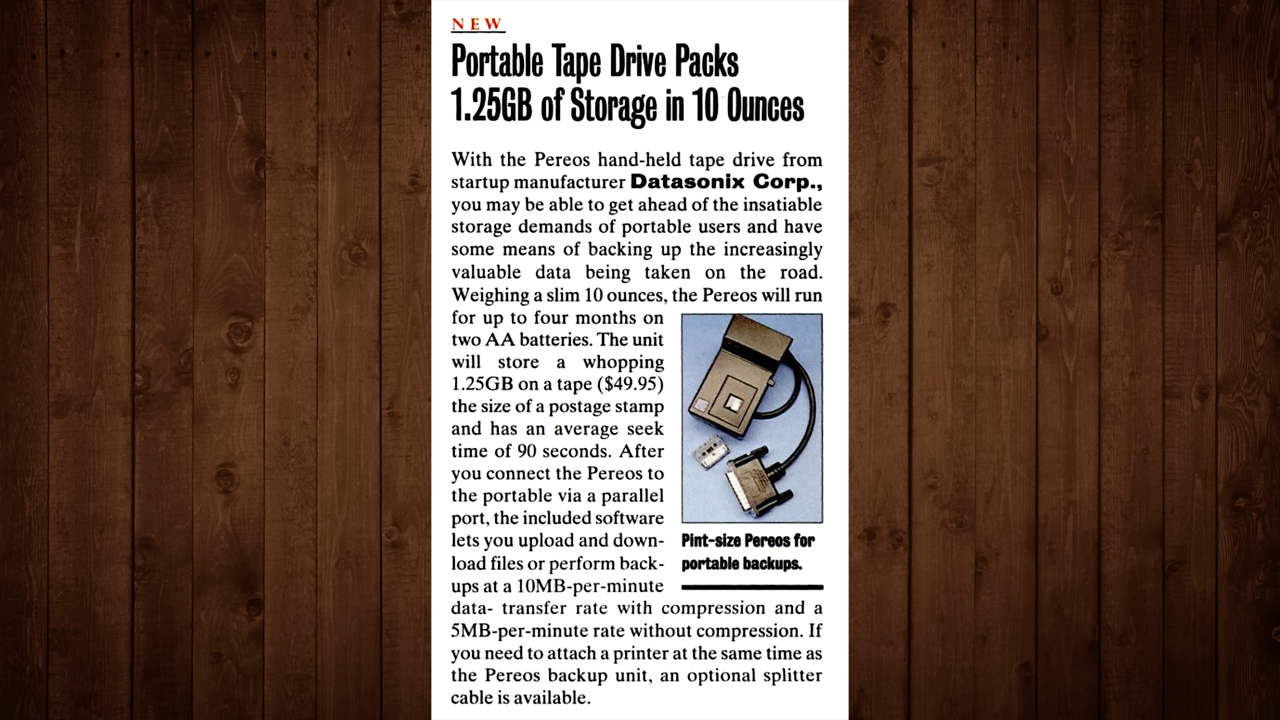 NEW
Portable Tape Drive Packs
1.25GB of Storage in 10 Ounces
With the Pereos hand-held tape drive from
startup manufacturer Datasonix Corp.,
you may be able to get ahead of the insatiable
storage demands of portable users and have
some means of backing up the increasingly
valuable data being taken on the road.
Weighing a slim 10 ounces, the Pereos will run
for up to four months on
two AA batteries. The unit
will store a whopping
1.25GB on a tape ($49.95)
the size of a postage stamp
and has an average seek
time of 90 seconds. After
you connect the Pereos to
the portable via a parallel
port, the included software
lets you upload and down-
load files or perform back-
ups at a 10MB-per-minute
data- transfer rate with compression and a
5MB-per-minute rate without compression. If
you need to attach a printer at the same time as
the Pereos backup unit, an optional splitter
cable is available.
Pint-size Pereos for
portable backups.